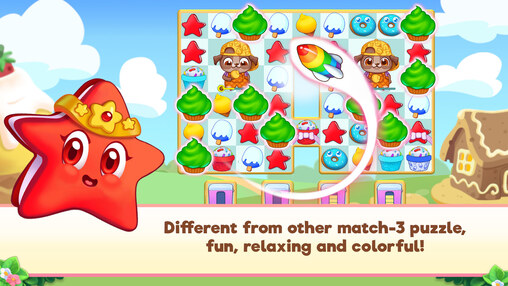 Different from other match-3 puzzle,
fun, relaxing and colorful!